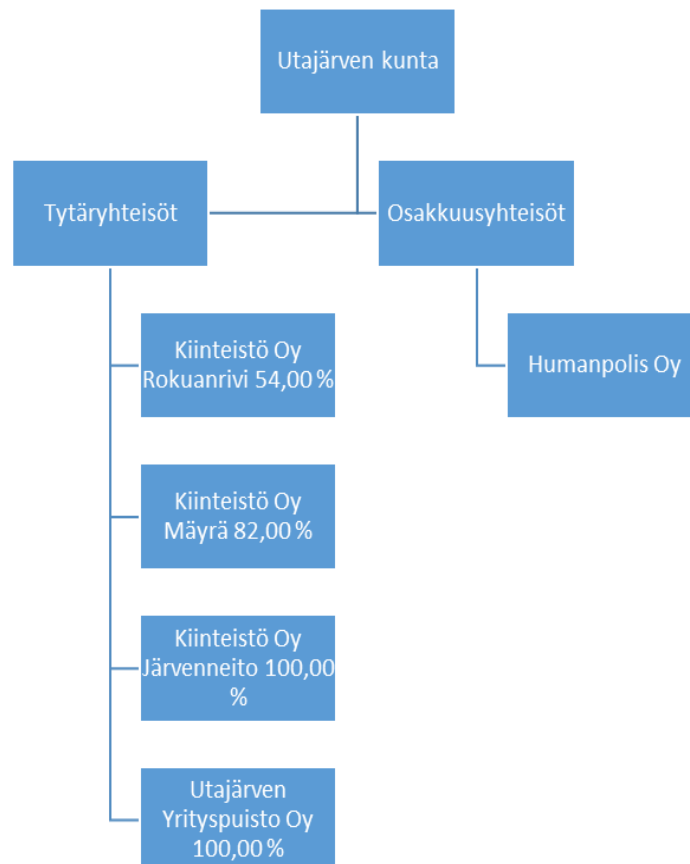 Utajärven kunta
Tytäryhteisöt
Osakkuusyhteisöt
Kiinteistö Oy
Rokuanrivi 54,00 %
Humanpolis Oy
Kiinteistö Oy
Mäyrä 82,00 %
Kiinteistö Oy
Järvenneito 100,00
%
Utajärven
Yrityspuisto Oy
100,00 %